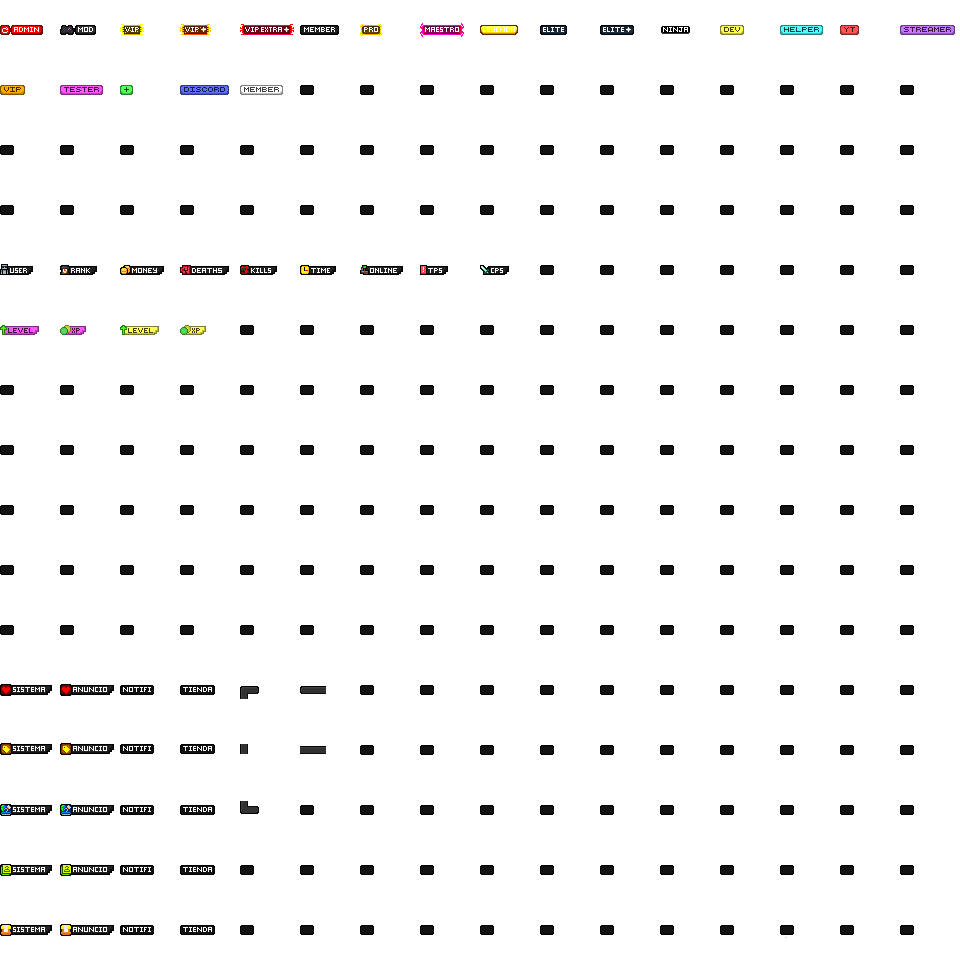 ADMIN MOD VIP VIP+ VIP EXTRA+ MEMBER PRO MAESTRO ELITE ELITE+ NINJA DEV HELPER YT STREAMER
VIP TESTER + DISCORD MEMBER
USER RANK MONEY DEATHS KILLS TIME ONLINE TPS CPS
LEVEL XP LEVEL XP
SISTEMA ANUNCIO NOTIFI TIENDA
SISTEMA ANUNCIO NOTIFI TIENDA
SISTEMA ANUNCIO NOTIFI TIENDA
SISTEMA ANUNCIO NOTIFI TIENDA
SISTEMA ANUNCIO NOTIFI TIENDA